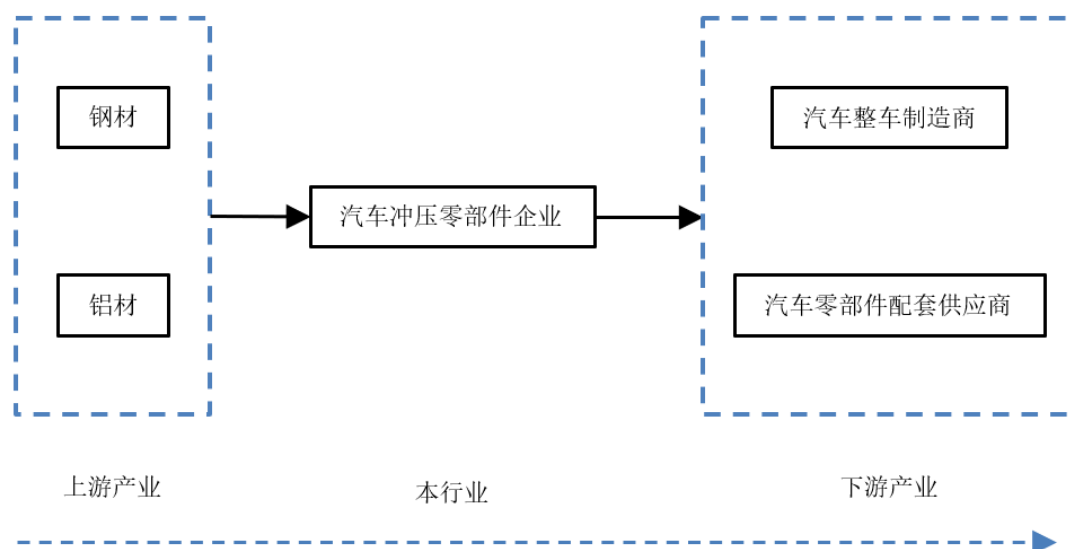 钢材
汽车整车制造商
汽车冲压零部件企业
铝材
汽车零部件配套供应商
上游产业
本行业
下游产业